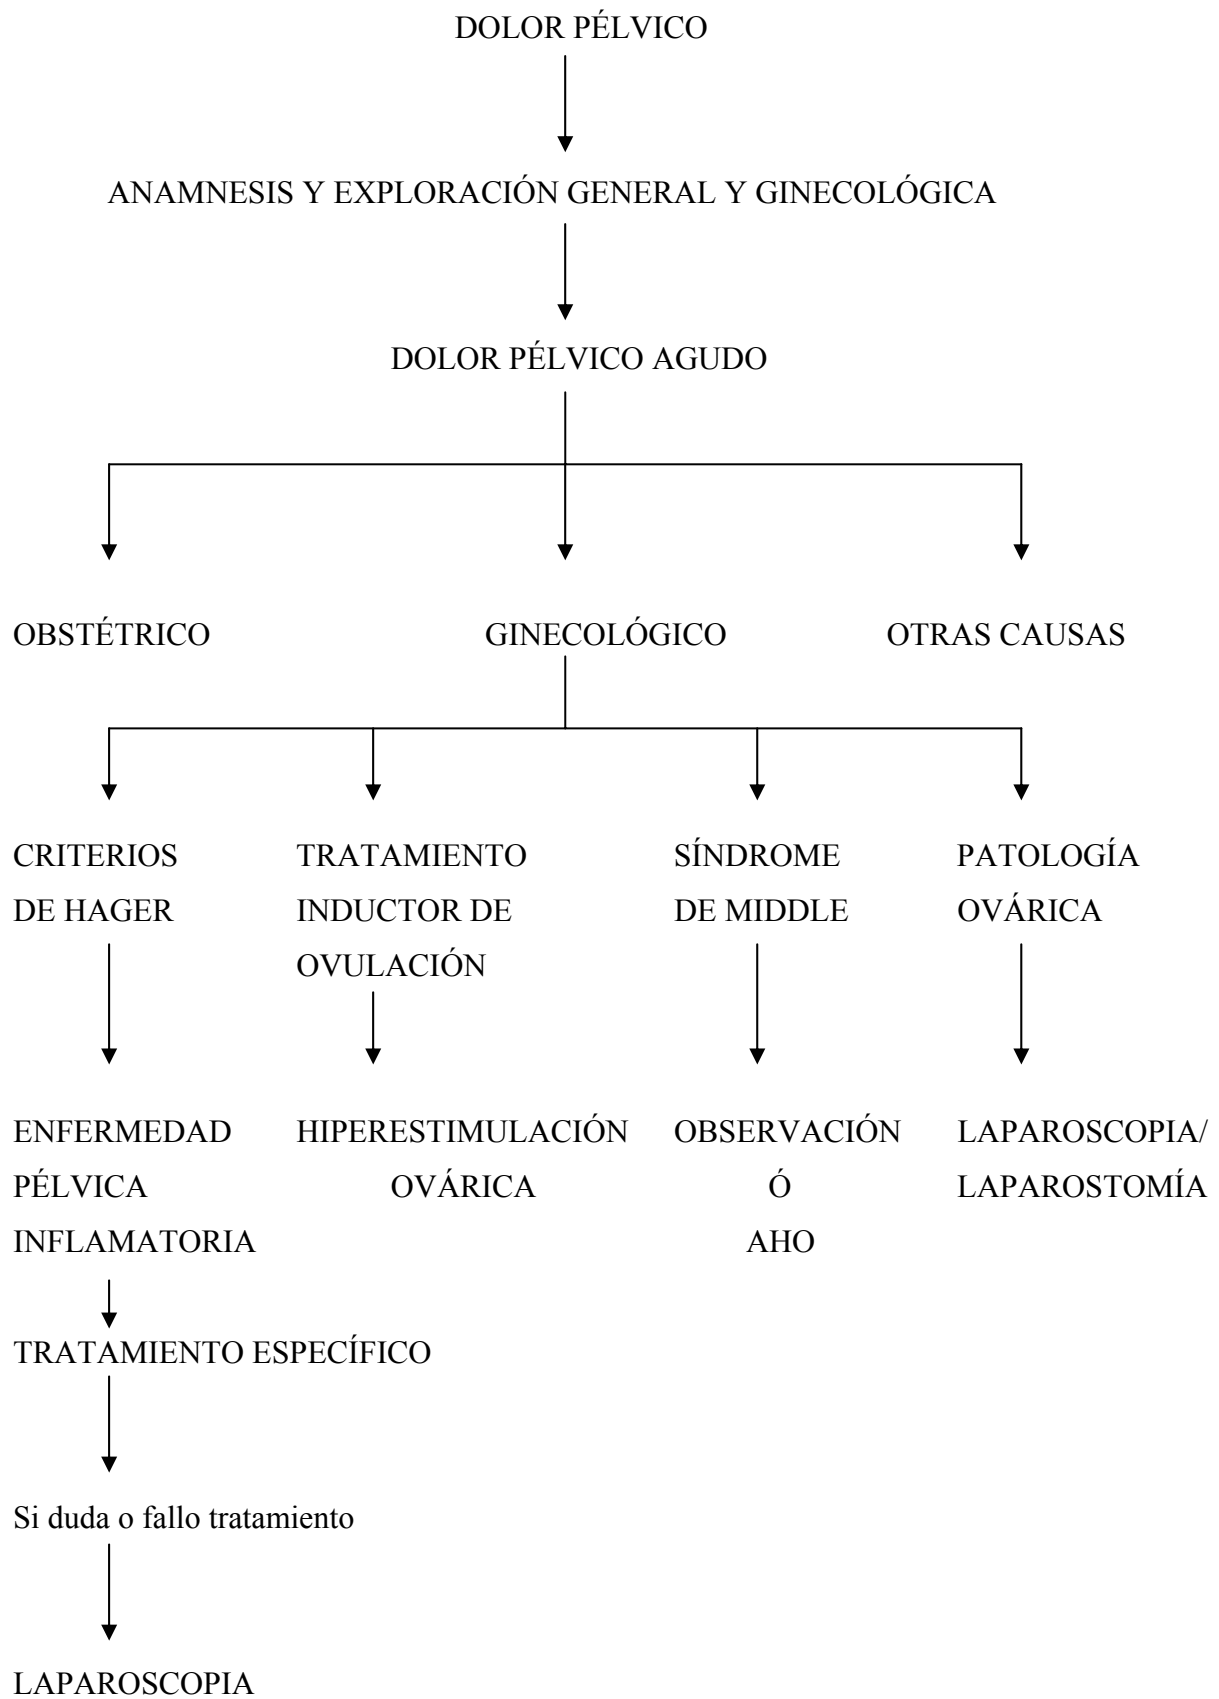 DOLOR PÉLVICO
ANAMNESIS Y EXPLORACIÓN GENERAL Y GINECOLÓGICA
DOLOR PÉLVICO AGUDO
OBSTÉTRICO
GINECOLÓGICO
OTRAS CAUSAS
CRITERIOS
DE HAGER
TRATAMIENTO
INDUCTOR DE
OVULACIÓN
SÍNDROME
DE MIDDLE
PATOLOGÍA
OVÁRICA
ENFERMEDAD
PÉLVICA
INFLAMATORIA
HIPERESTIMULACIÓN
OVÁRICA
OBSERVACIÓN
Ó
AHO
LAPAROSCOPIA/
LAPAROSTOMÍA
TRATAMIENTO ESPECÍFICO
Si duda o fallo tratamiento
LAPAROSCOPIA